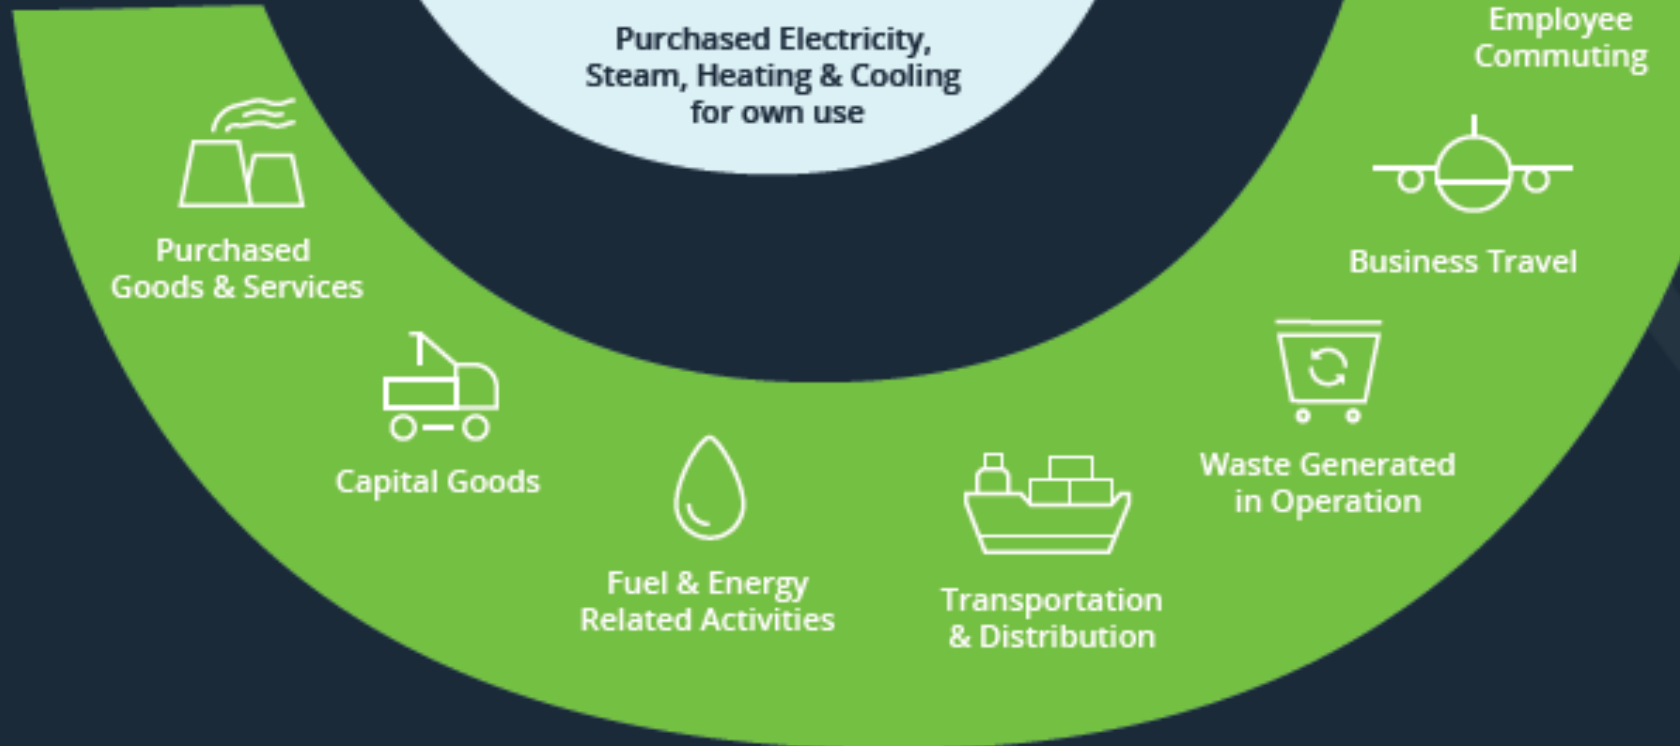 Purchased Electricity,
Steam, Heating & Cooling
for own use
Employee
Commuting
Purchased
Goods & Services
Business Travel
Capital Goods
Waste Generated
in Operation
Fuel & Energy
Related Activities
Transportation
& Distribution